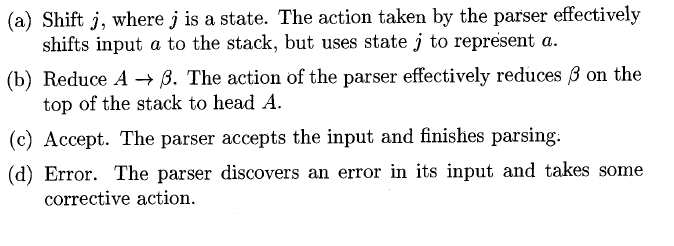 (a) Shift j, where j is a state. The action taken by the parser effectively
shifts input a to the stack, but uses state j to represent a.
(b) Reduce A → β. The action of the parser effectively reduces β on the
top of the stack to head A.
(c) Accept. The parser accepts the input and finishes parsing.
(d) Error. The parser discovers an error in its input and takes some
corrective action.